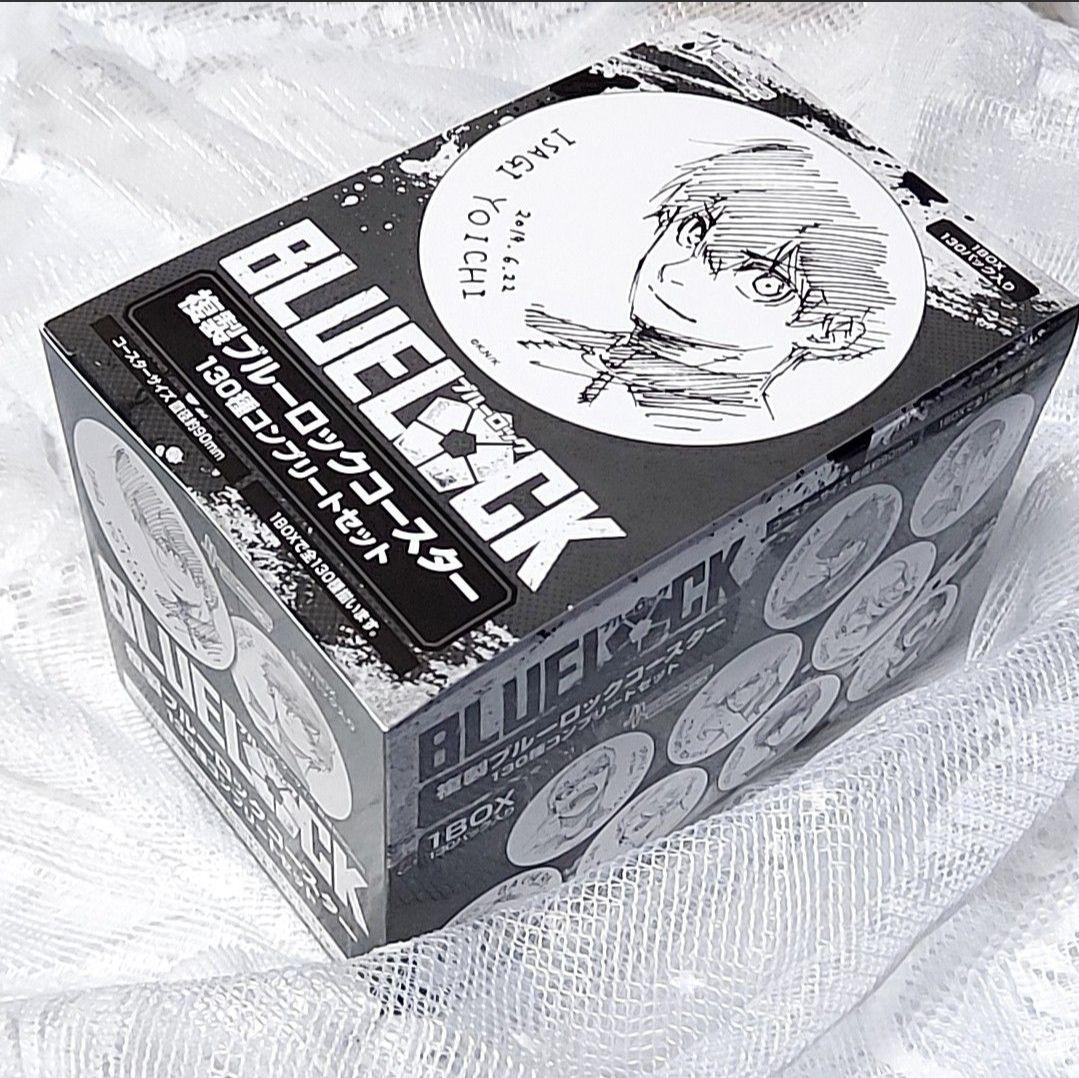 ISAGI YOICHI
2019.6.22
©K,N/K
1BOX
130パック入り
BLUELOCK
ブルーロック
複製ブルーロックコースター
130種コンプリートセット
コースターサイズ 直径約90mm
1BOXで全130種揃います。
BLUELOCK
BLUELOCK
複製ブルーロックコースター
130種コンプリートセット
1BOX
130パック入り